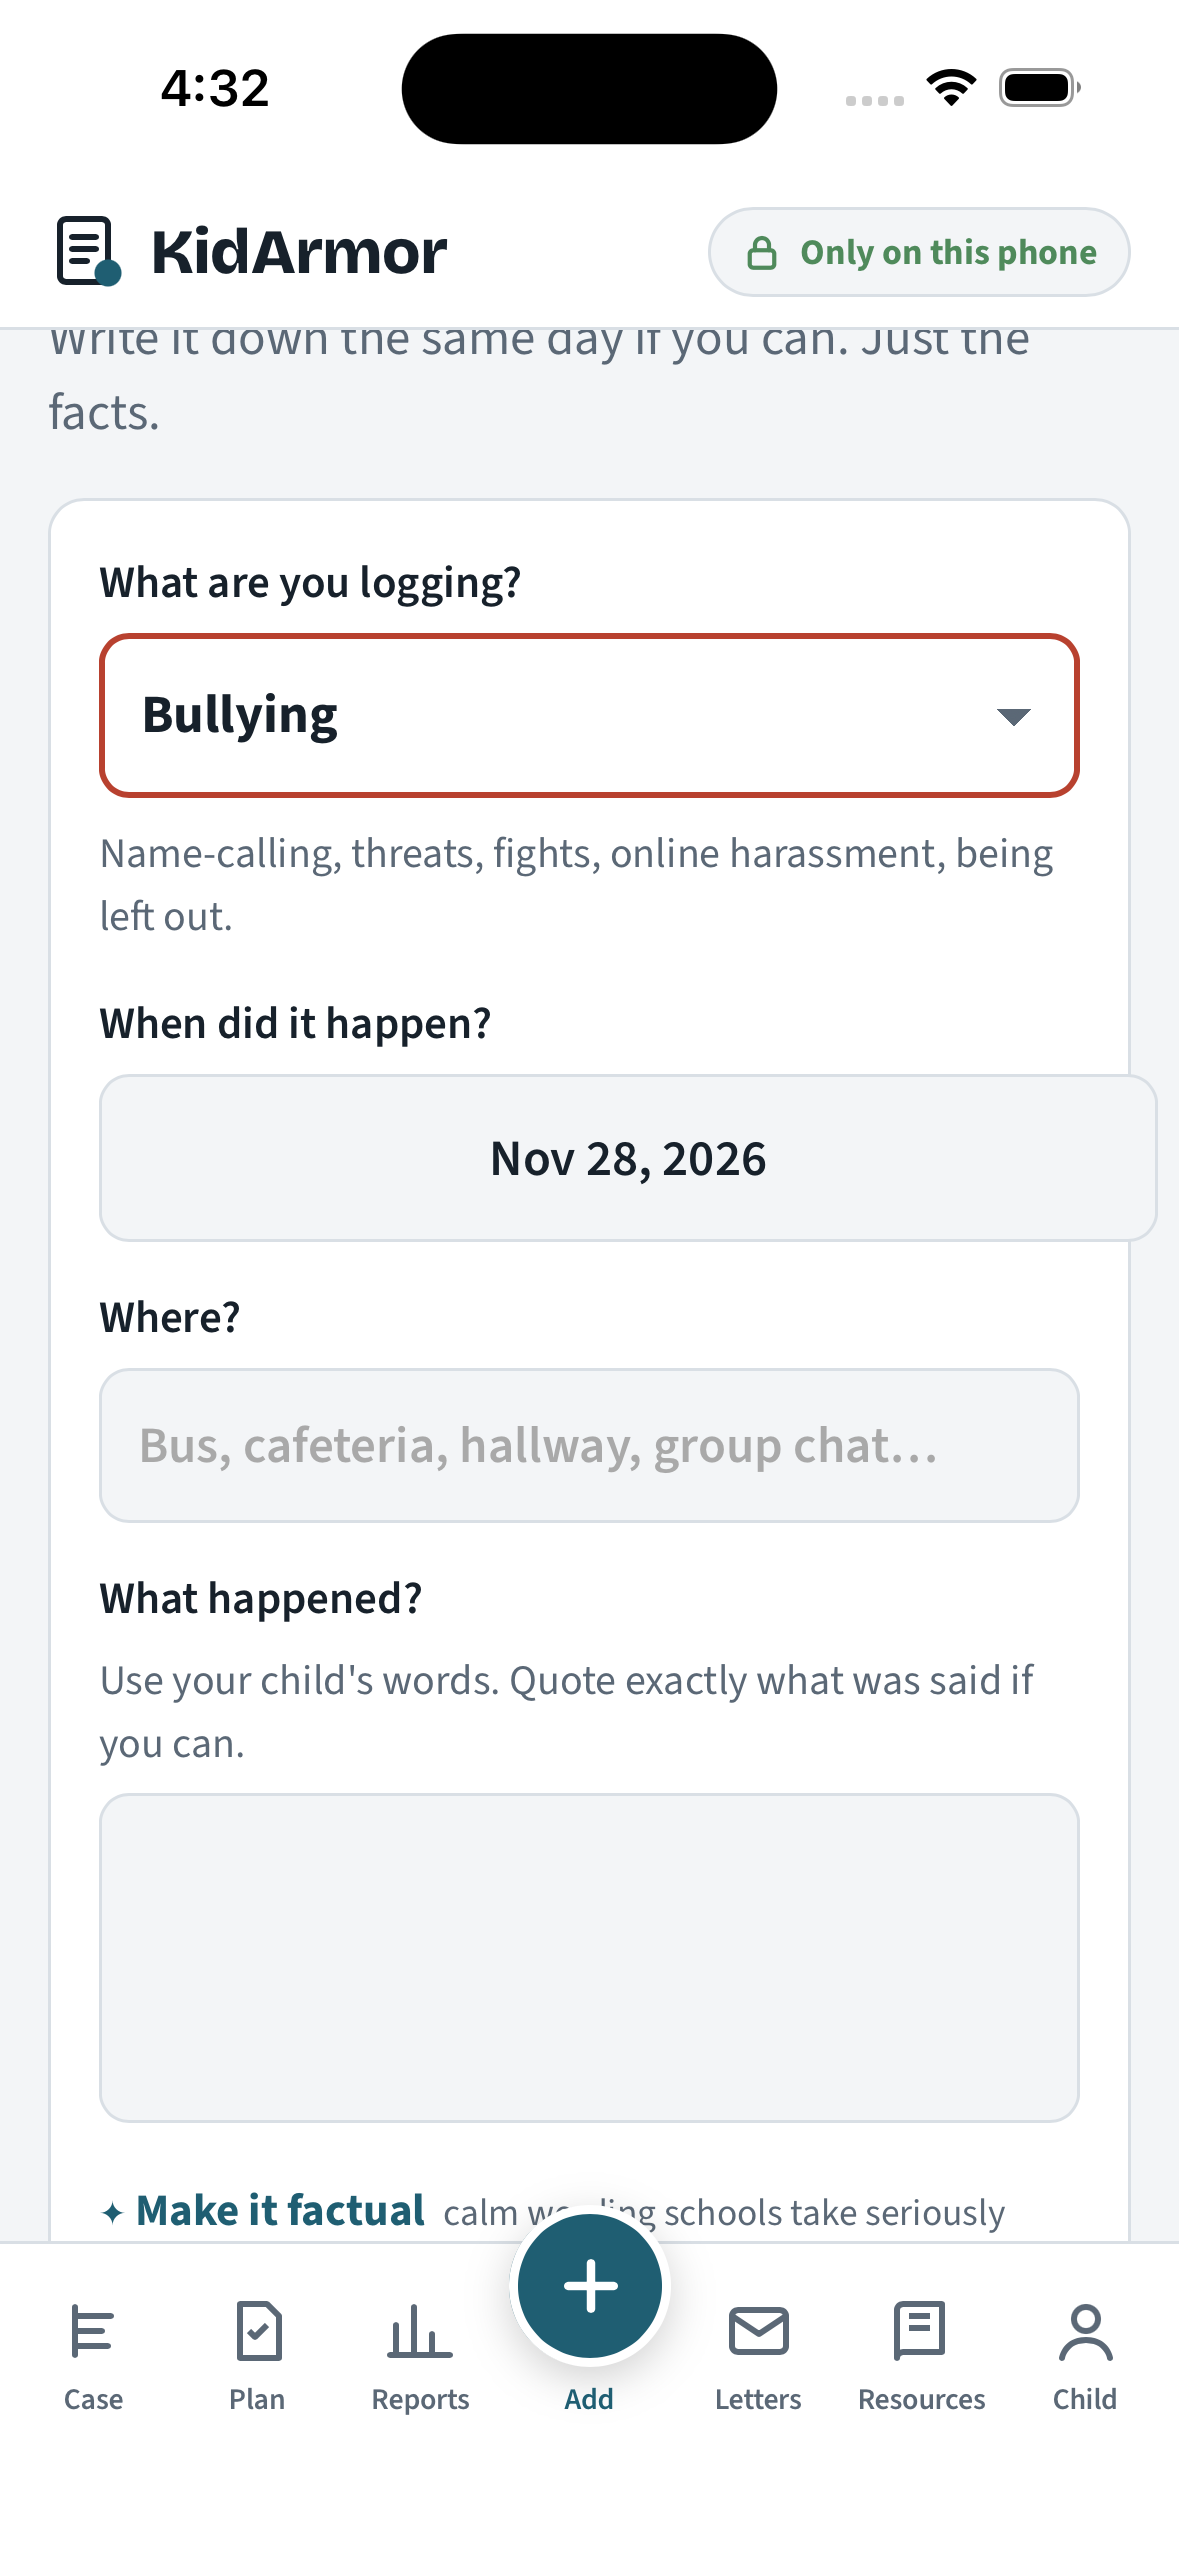 4:32
KidArmor
Only on this phone
Write it down the same day if you can. Just the
facts.
What are you logging?
Bullying
Name-calling, threats, fights, online harassment, being
left out.
When did it happen?
Nov 28, 2026
Where?
Bus, cafeteria, hallway, group chat...
What happened?
Use your child's words. Quote exactly what was said if
you can.
Make it factual calm wording schools take seriously
Case
Plan
Reports
Add
Letters
Resources
Child